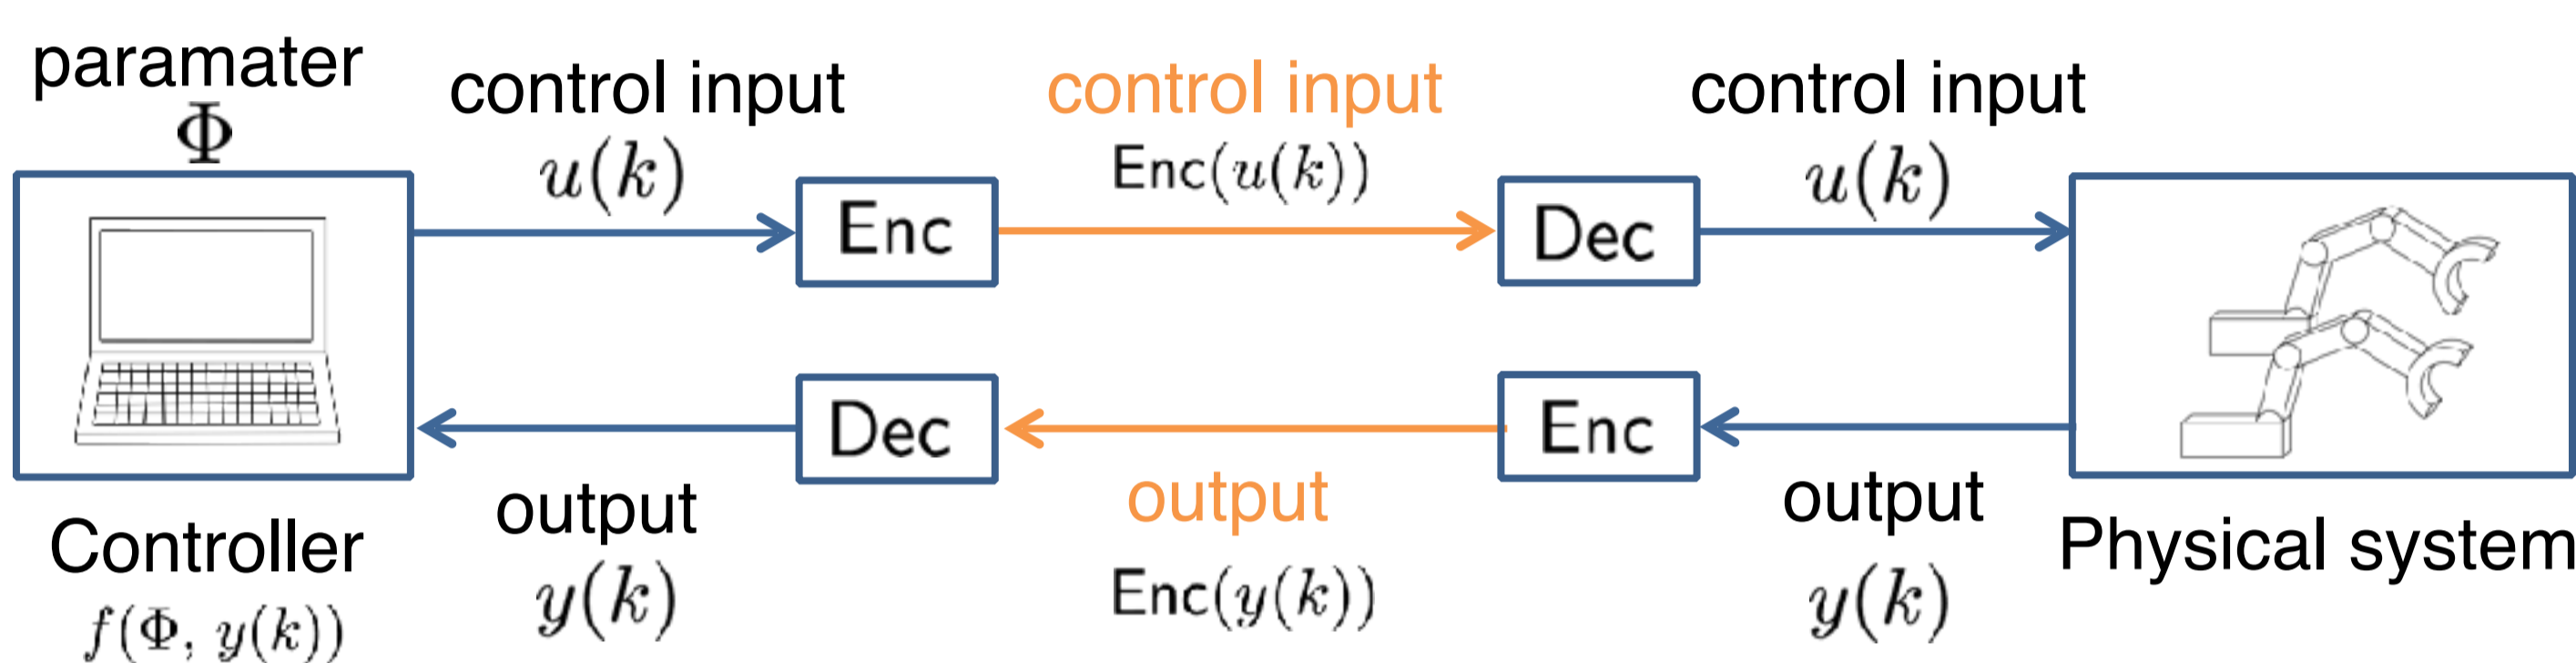 paramater
Φ
control input
u(k)
control input
Enc(u(k))
control input
u(k)
Enc
Dec
Dec
Enc
output
y(k)
output
Enc(y(k))
output
y(k)
Controller
f(Φ, y(k))
Physical system